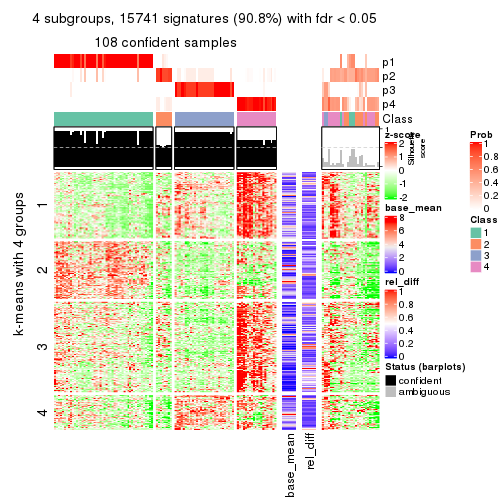 4 subgroups, 15741 signatures (90.8%) with fdr < 0.05
108 confident samples
p1
p2
p3
p4
Class
1
Silhouette
score
k-means with 4 groups
1
2
3
4
base_mean
rel_diff
z-score
2
1
0
-1
-2
base_mean
8
6
4
2
0
rel_diff
1
0.8
0.6
0.4
0.2
0
Status (barplots)
confident
ambiguous
Prob
1
0.8
0.6
0.4
0.2
0
Class
1
2
3
4